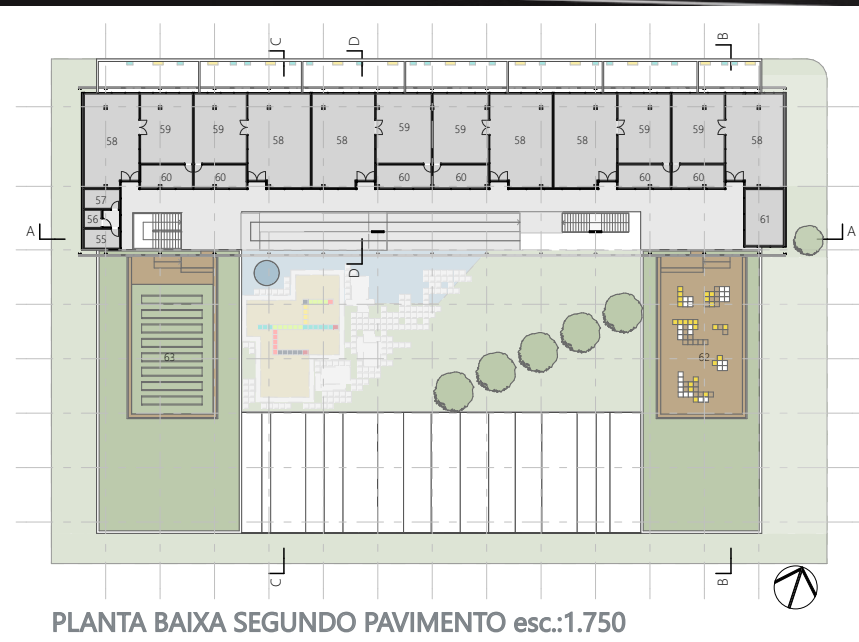 C D B
58 59 59 58 58 59 59 58 58 59 59 58
60 60 60 60 60 60
57
56 61
55
A A
D
63 62
C B
PLANTA BAIXA SEGUNDO PAVIMENTO esc.:1.750